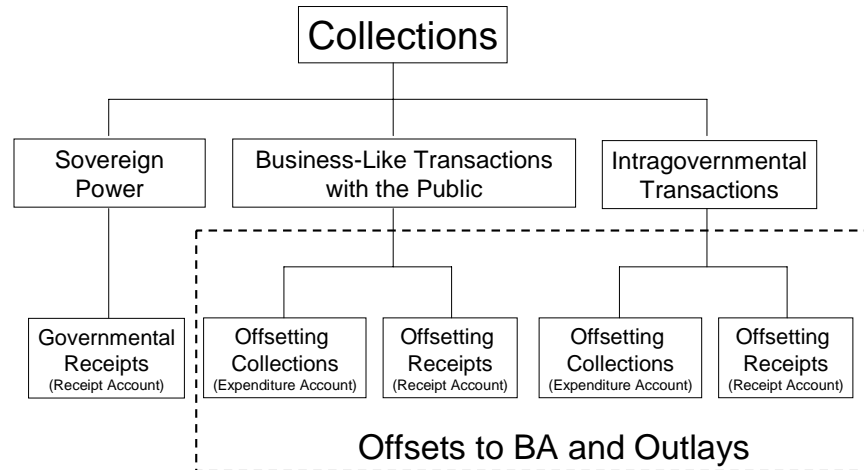 Collections
Sovereign
Power
Business-Like Transactions
with the Public
Intragovernmental
Transactions
Governmental
Receipts
(Receipt Account)
Offsetting
Collections
(Expenditure Account)
Offsetting
Receipts
(Receipt Account)
Offsetting
Collections
(Expenditure Account)
Offsetting
Receipts
(Receipt Account)
Offsets to BA and Outlays